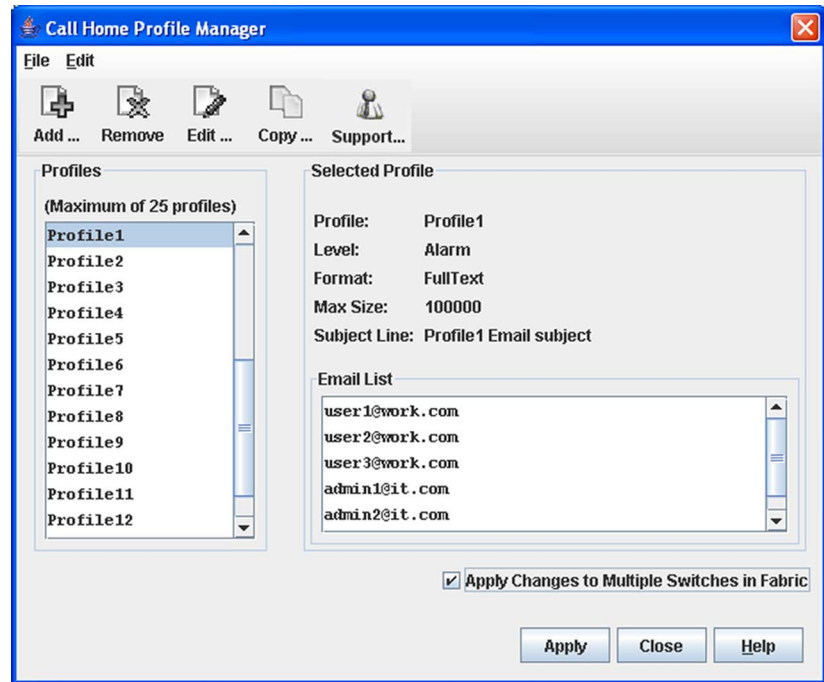 Call Home Profile Manager
File Edit
Add ... Remove Edit ... Copy ... Support...
Profiles
(Maximum of 25 profiles)
Profile1
Profile2
Profile3
Profile4
Profile5
Profile6
Profile7
Profile8
Profile9
Profile10
Profile11
Profile12
Selected Profile
Profile: Profile1
Level: Alarm
Format: FullText
Max Size: 100000
Subject Line: Profile1 Email subject
Email List
user1@work.com
user2@work.com
user3@work.com
admin1@it.com
admin2@it.com
Apply Changes to Multiple Switches in Fabric
Apply Close Help